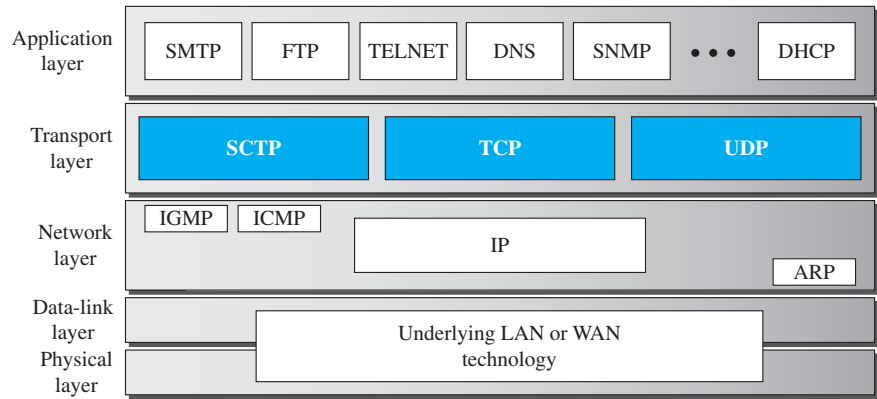 Application
layer
SMTP
FTP
TELNET
DNS
SNMP
• • •
DHCP
Transport
layer
SCTP
TCP
UDP
Network
layer
IGMP
ICMP
IP
ARP
Data-link
layer
Physical
layer
Underlying LAN or WAN
technology